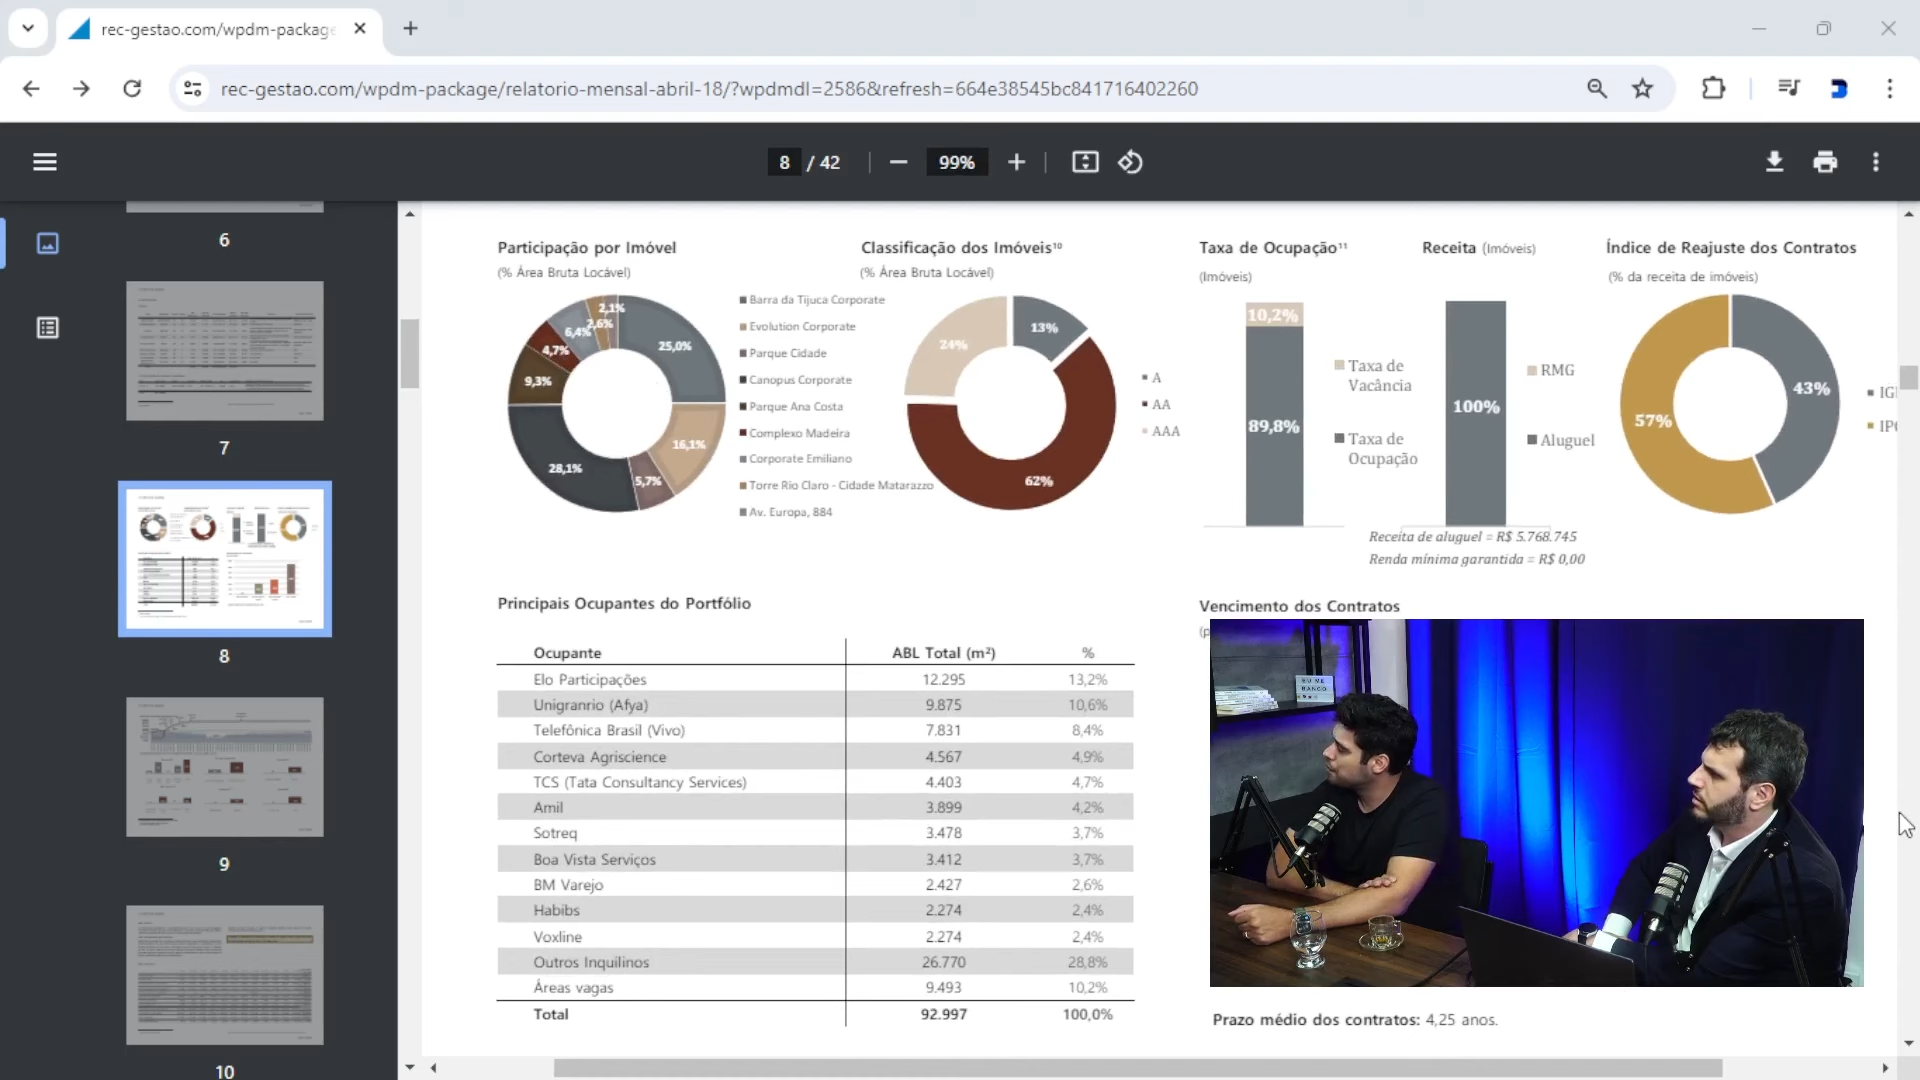 rec-gestao.com/wpdm-package
rec-gestao.com/wpdm-package/relatorio-mensal-abril-18/?wpdmdl=2586&refresh=664e38545bc841716402260
8 / 42
99%
6
7
8
9
10
Participação por Imóvel
(% Área Bruta Locável)
2,1%
2,6%
6,4%
4,7%
9,3%
25,0%
16,1%
5,7%
28,1%
Barra da Tijuca Corporate
Evolution Corporate
Parque Cidade
Canopus Corporate
Parque Ana Costa
Complexo Madeira
Corporate Emiliano
Torre Rio Claro - Cidade Matarazzo
Av. Europa, 884
Classificação dos Imóveis¹⁰
(% Área Bruta Locável)
24%
13%
62%
A
AA
AAA
Taxa de Ocupação¹¹
(Imóveis)
10,2%
89,8%
Taxa de
Vacância
Taxa de
Ocupação
Receita (Imóveis)
100%
RMG
Aluguel
Receita de aluguel = R$ 5.768.745
Renda mínima garantida = R$ 0,00
Índice de Reajuste dos Contratos
(% da receita de imóveis)
57%
43%
Principais Ocupantes do Portfólio
Ocupante ABL Total (m²) %
Elo Participações 12.295 13,2%
Unigranrio (Afya) 9.875 10,6%
Telefônica Brasil (Vivo) 7.831 8,4%
Corteva Agriscience 4.567 4,9%
TCS (Tata Consultancy Services) 4.403 4,7%
Amil 3.899 4,2%
Sotreq 3.478 3,7%
Boa Vista Serviços 3.412 3,7%
BM Varejo 2.427 2,6%
Habibs 2.274 2,4%
Voxline 2.274 2,4%
Outros Inquilinos 26.770 28,8%
Áreas vagas 9.493 10,2%
Total 92.997 100,0%
Vencimento dos Contratos
EU ME
BANCO
Prazo médio dos contratos: 4,25 anos.